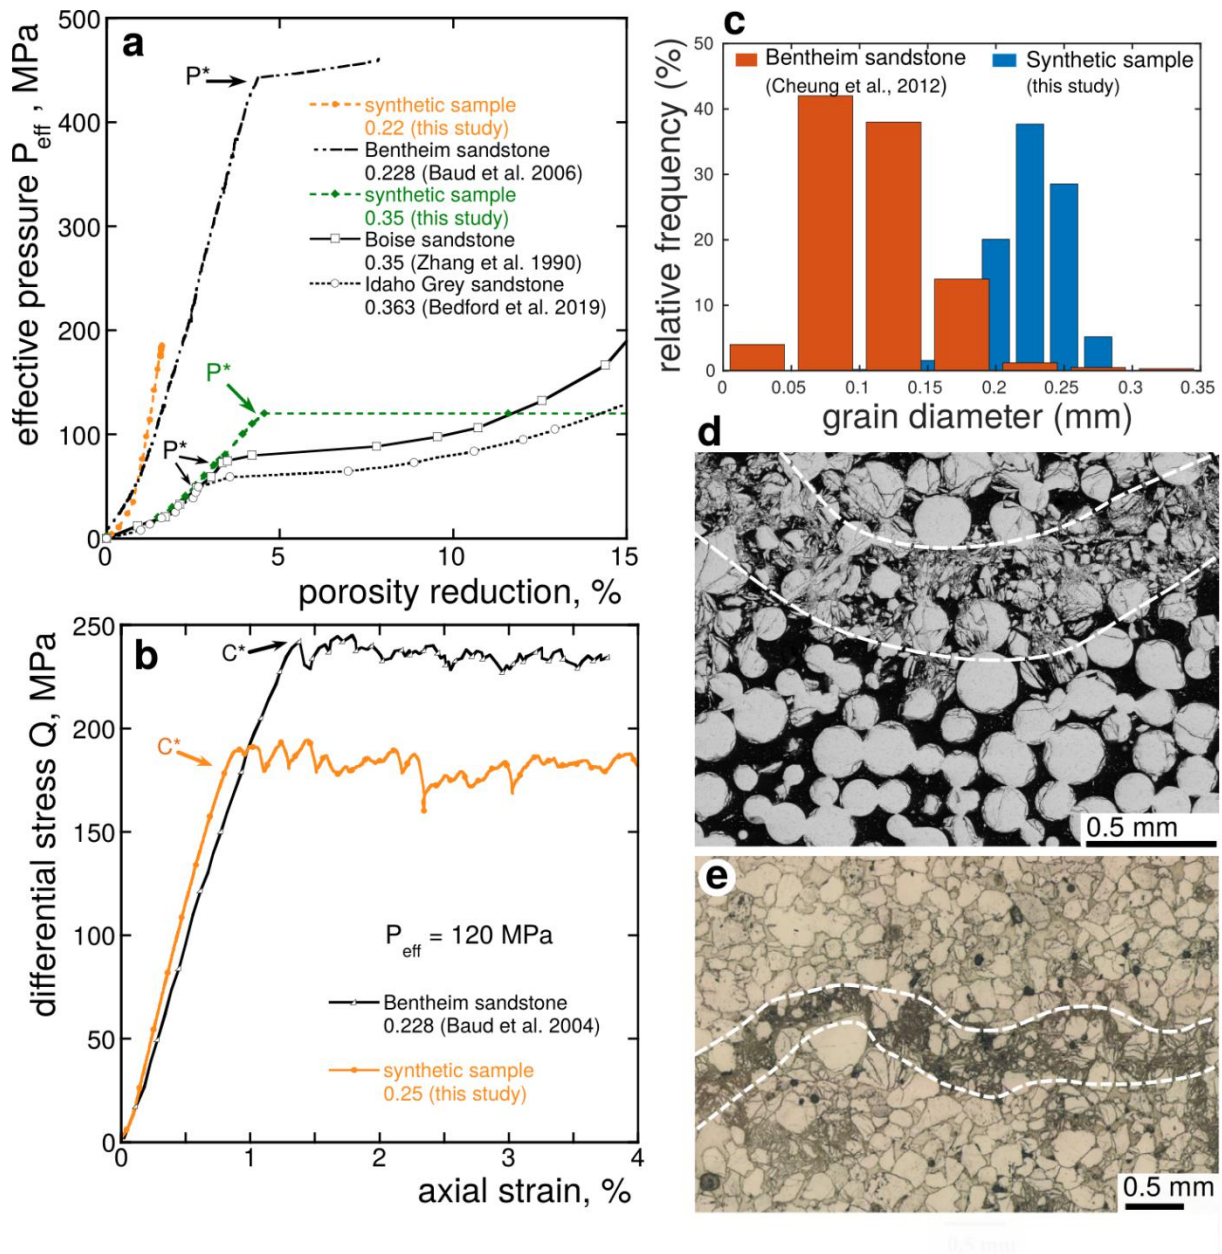 a
500
400
300
200
100
0
effective pressure P_eff , MPa
P*
synthetic sample
0.22 (this study)
Bentheim sandstone
0.228 (Baud et al. 2006)
synthetic sample
0.35 (this study)
Boise sandstone
0.35 (Zhang et al. 1990)
Idaho Grey sandstone
0.363 (Bedford et al. 2019)
P*
P*
0 5 10 15
porosity reduction, %
b
250
200
150
100
50
0
differential stress Q, MPa
C*
C*
P_eff = 120 MPa
Bentheim sandstone
0.228 (Baud et al. 2004)
synthetic sample
0.25 (this study)
0 1 2 3 4
axial strain, %
c
50
40
30
20
10
0
relative frequency (%)
Bentheim sandstone
(Cheung et al., 2012)
Synthetic sample
(this study)
0 0.05 0.1 0.15 0.2 0.25 0.3 0.35
grain diameter (mm)
d
0.5 mm
e
0.5 mm
0.5 mm